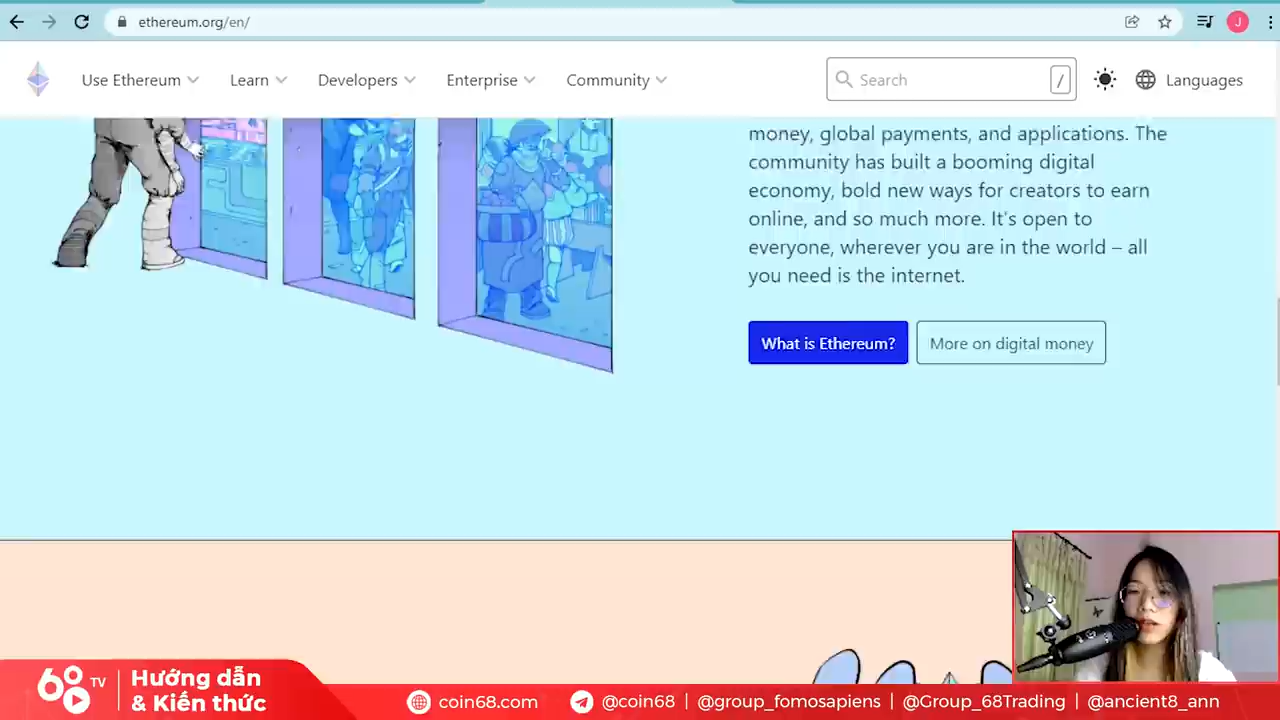 ethereum.org/en/
J
Use Ethereum
Learn
Developers
Enterprise
Community
Search
/
Languages
money, global payments, and applications. The
community has built a booming digital
economy, bold new ways for creators to earn
online, and so much more. It's open to
everyone, wherever you are in the world – all
you need is the internet.
What is Ethereum?
More on digital money
68 TV
Hướng dẫn
& Kiến thức
coin68.com
@coin68 | @group_fomosapiens | @Group_68Trading | @ancient8_ann